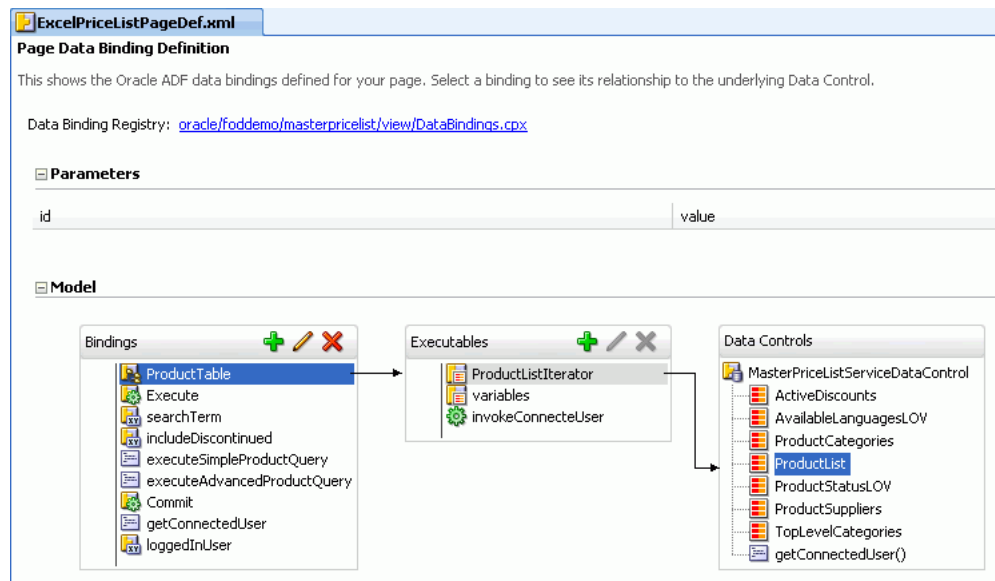 ExcelPriceListPageDef.xml
Page Data Binding Definition
This shows the Oracle ADF data bindings defined for your page. Select a binding to see its relationship to the underlying Data Control.
Data Binding Registry: oracle/foddemo/masterpricelist/view/DataBindings.cpx
Parameters
id value
Model
Bindings
ProductTable
Execute
searchTerm
includeDiscontinued
executeSimpleProductQuery
executeAdvancedProductQuery
Commit
getConnectedUser
loggedInUser
Executables
ProductListIterator
variables
invokeConnecteUser
Data Controls
MasterPriceListServiceDataControl
ActiveDiscounts
AvailableLanguagesLOV
ProductCategories
ProductList
ProductStatusLOV
ProductSuppliers
TopLevelCategories
getConnectedUser()